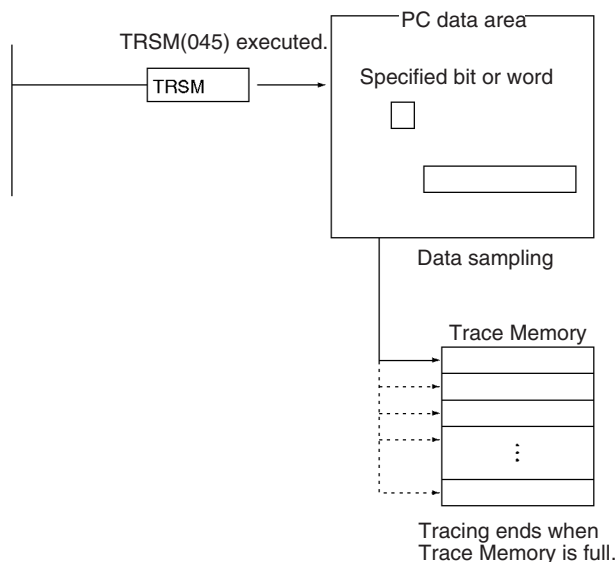 PC data area
TRSM(045) executed.
Specified bit or word
TRSM
Data sampling
Trace Memory
Tracing ends when
Trace Memory is full.